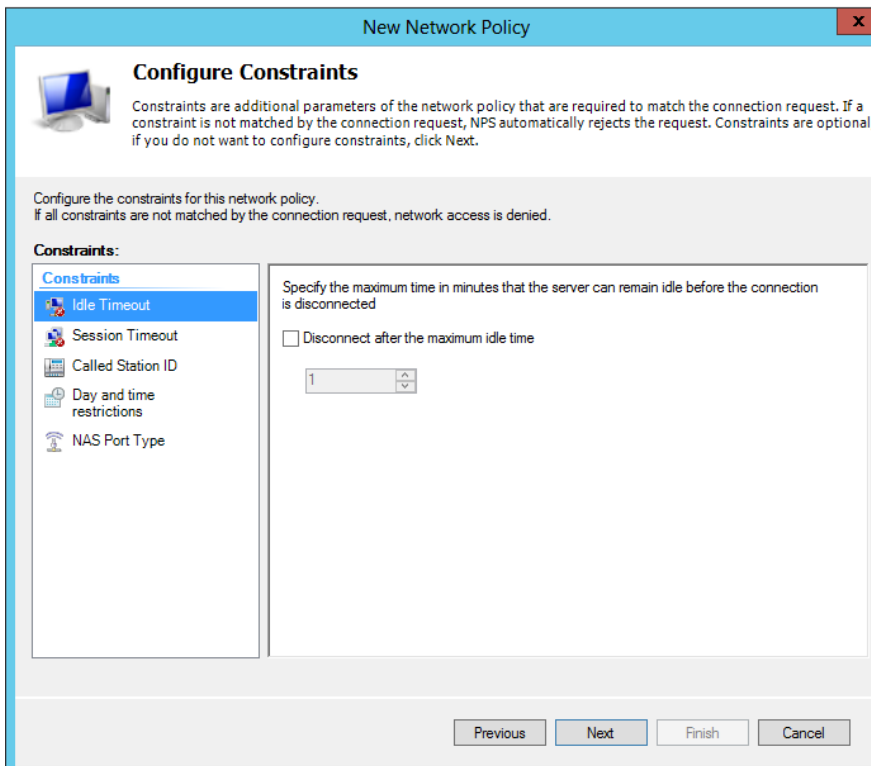 New Network Policy
x
Configure Constraints
Constraints are additional parameters of the network policy that are required to match the connection request. If a
constraint is not matched by the connection request, NPS automatically rejects the request. Constraints are optional
if you do not want to configure constraints, click Next.
Configure the constraints for this network policy.
If all constraints are not matched by the connection request, network access is denied.
Constraints:
Constraints
Idle Timeout
Session Timeout
Called Station ID
Day and time
restrictions
NAS Port Type
Specify the maximum time in minutes that the server can remain idle before the connection
is disconnected
Disconnect after the maximum idle time
1
Previous
Next
Finish
Cancel